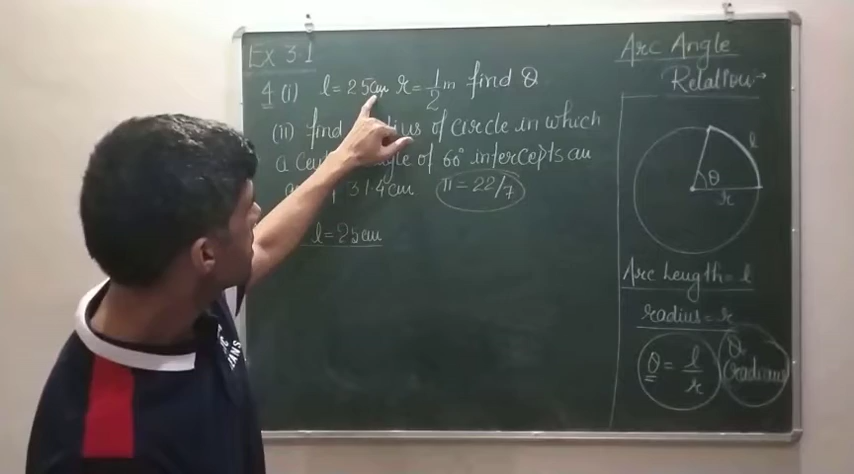 Ex 3.1
4 (i) l = 25cm r = 1/2 m find θ
(ii) find radius of circle in which
a central angle of 60° intercepts an
31.4cm π = 22/7
l = 25cm
Arc Angle
Relation →
l
θ
r
Arc Length = l
radius = r
θ = l/r
θ
(radians